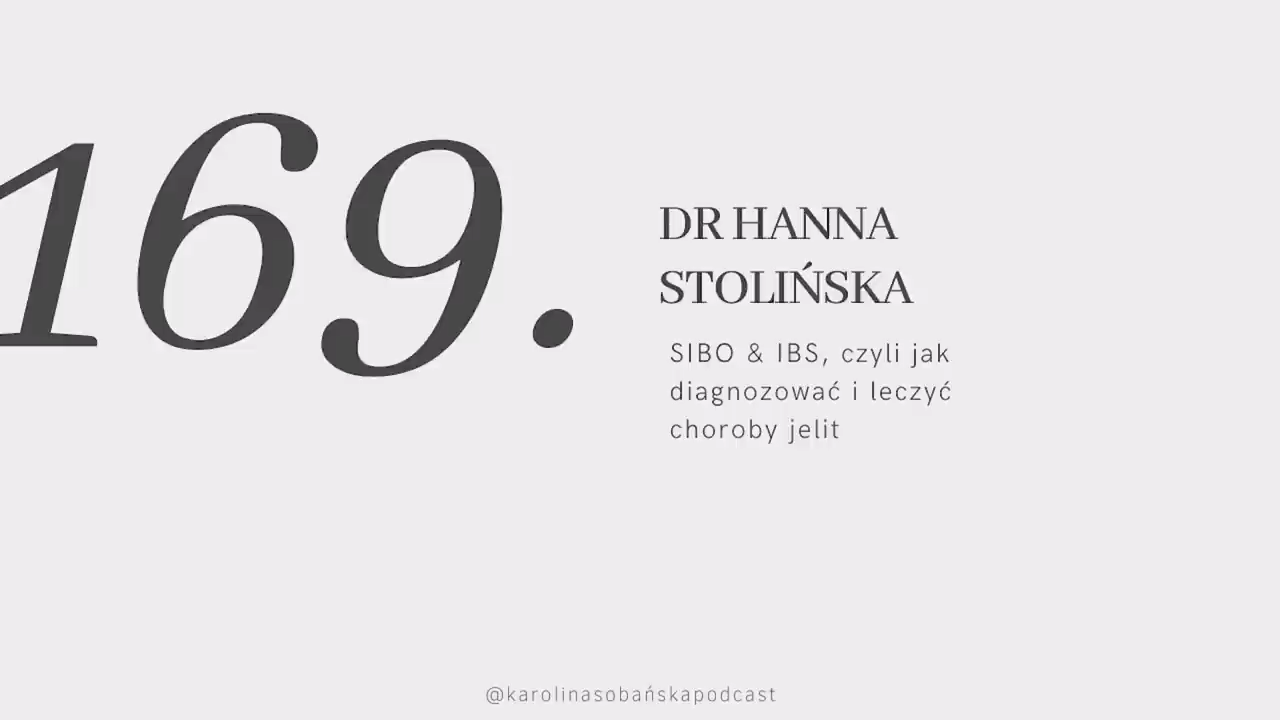 169.
DR HANNA
STOLIŃSKA
SIBO & IBS, czyli jak
diagnozować i leczyć
choroby jelit
@karolinasobańskapodcast